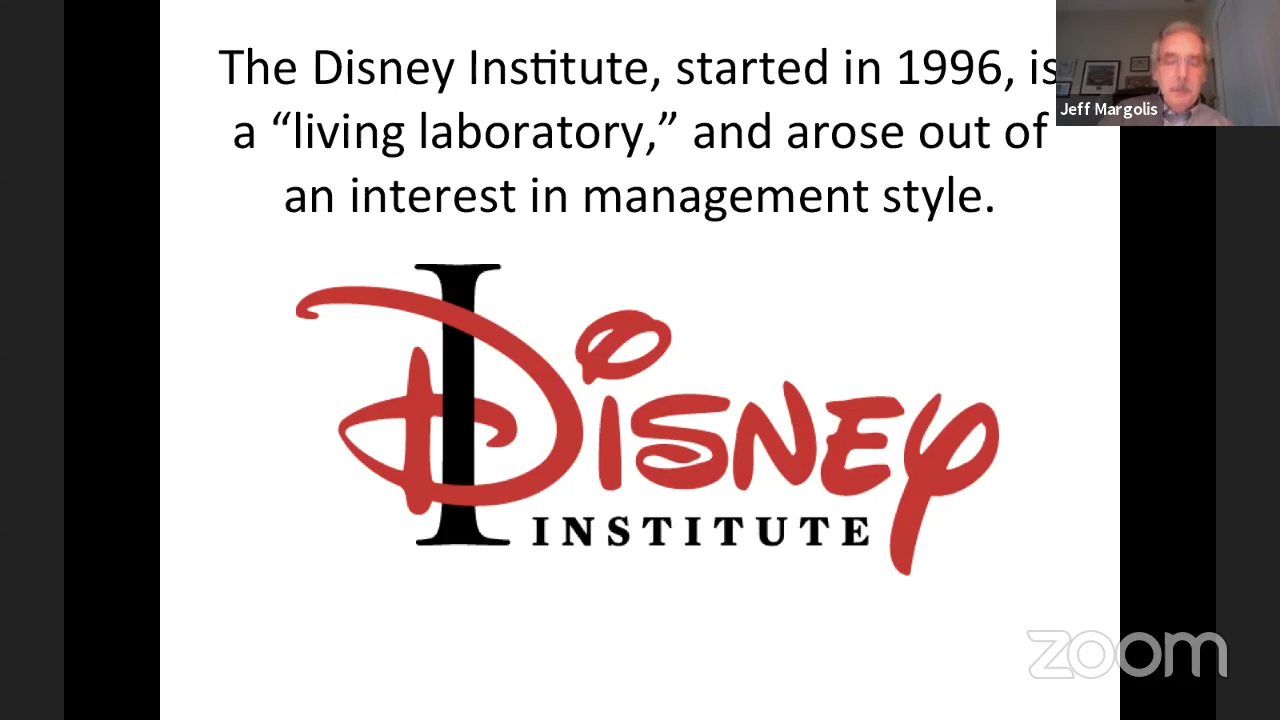 The Disney Institute, started in 1996, is
a “living laboratory,” and arose out of
an interest in management style.
Jeff Margolis
I
Disney
INSTITUTE
zoom